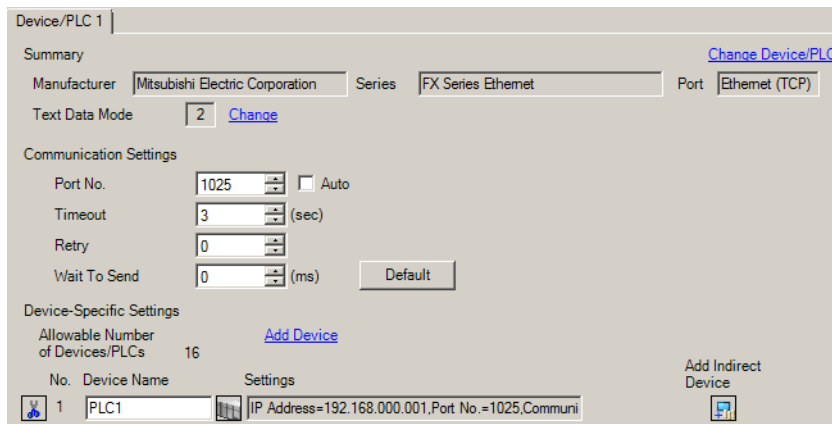 Device/PLC 1
Summary
Change Device/PLC
Manufacturer Mitsubishi Electric Corporation Series FX Series Ethernet Port Ethernet (TCP)
Text Data Mode 2 Change
Communication Settings
Port No. 1025 Auto
Timeout 3 (sec)
Retry 0
Wait To Send 0 (ms) Default
Device-Specific Settings
Allowable Number
of Devices/PLCs 16
Add Device
Add Indirect
Device
No. Device Name Settings
1 PLC1 IP Address=192.168.000.001,Port No.=1025,Communi